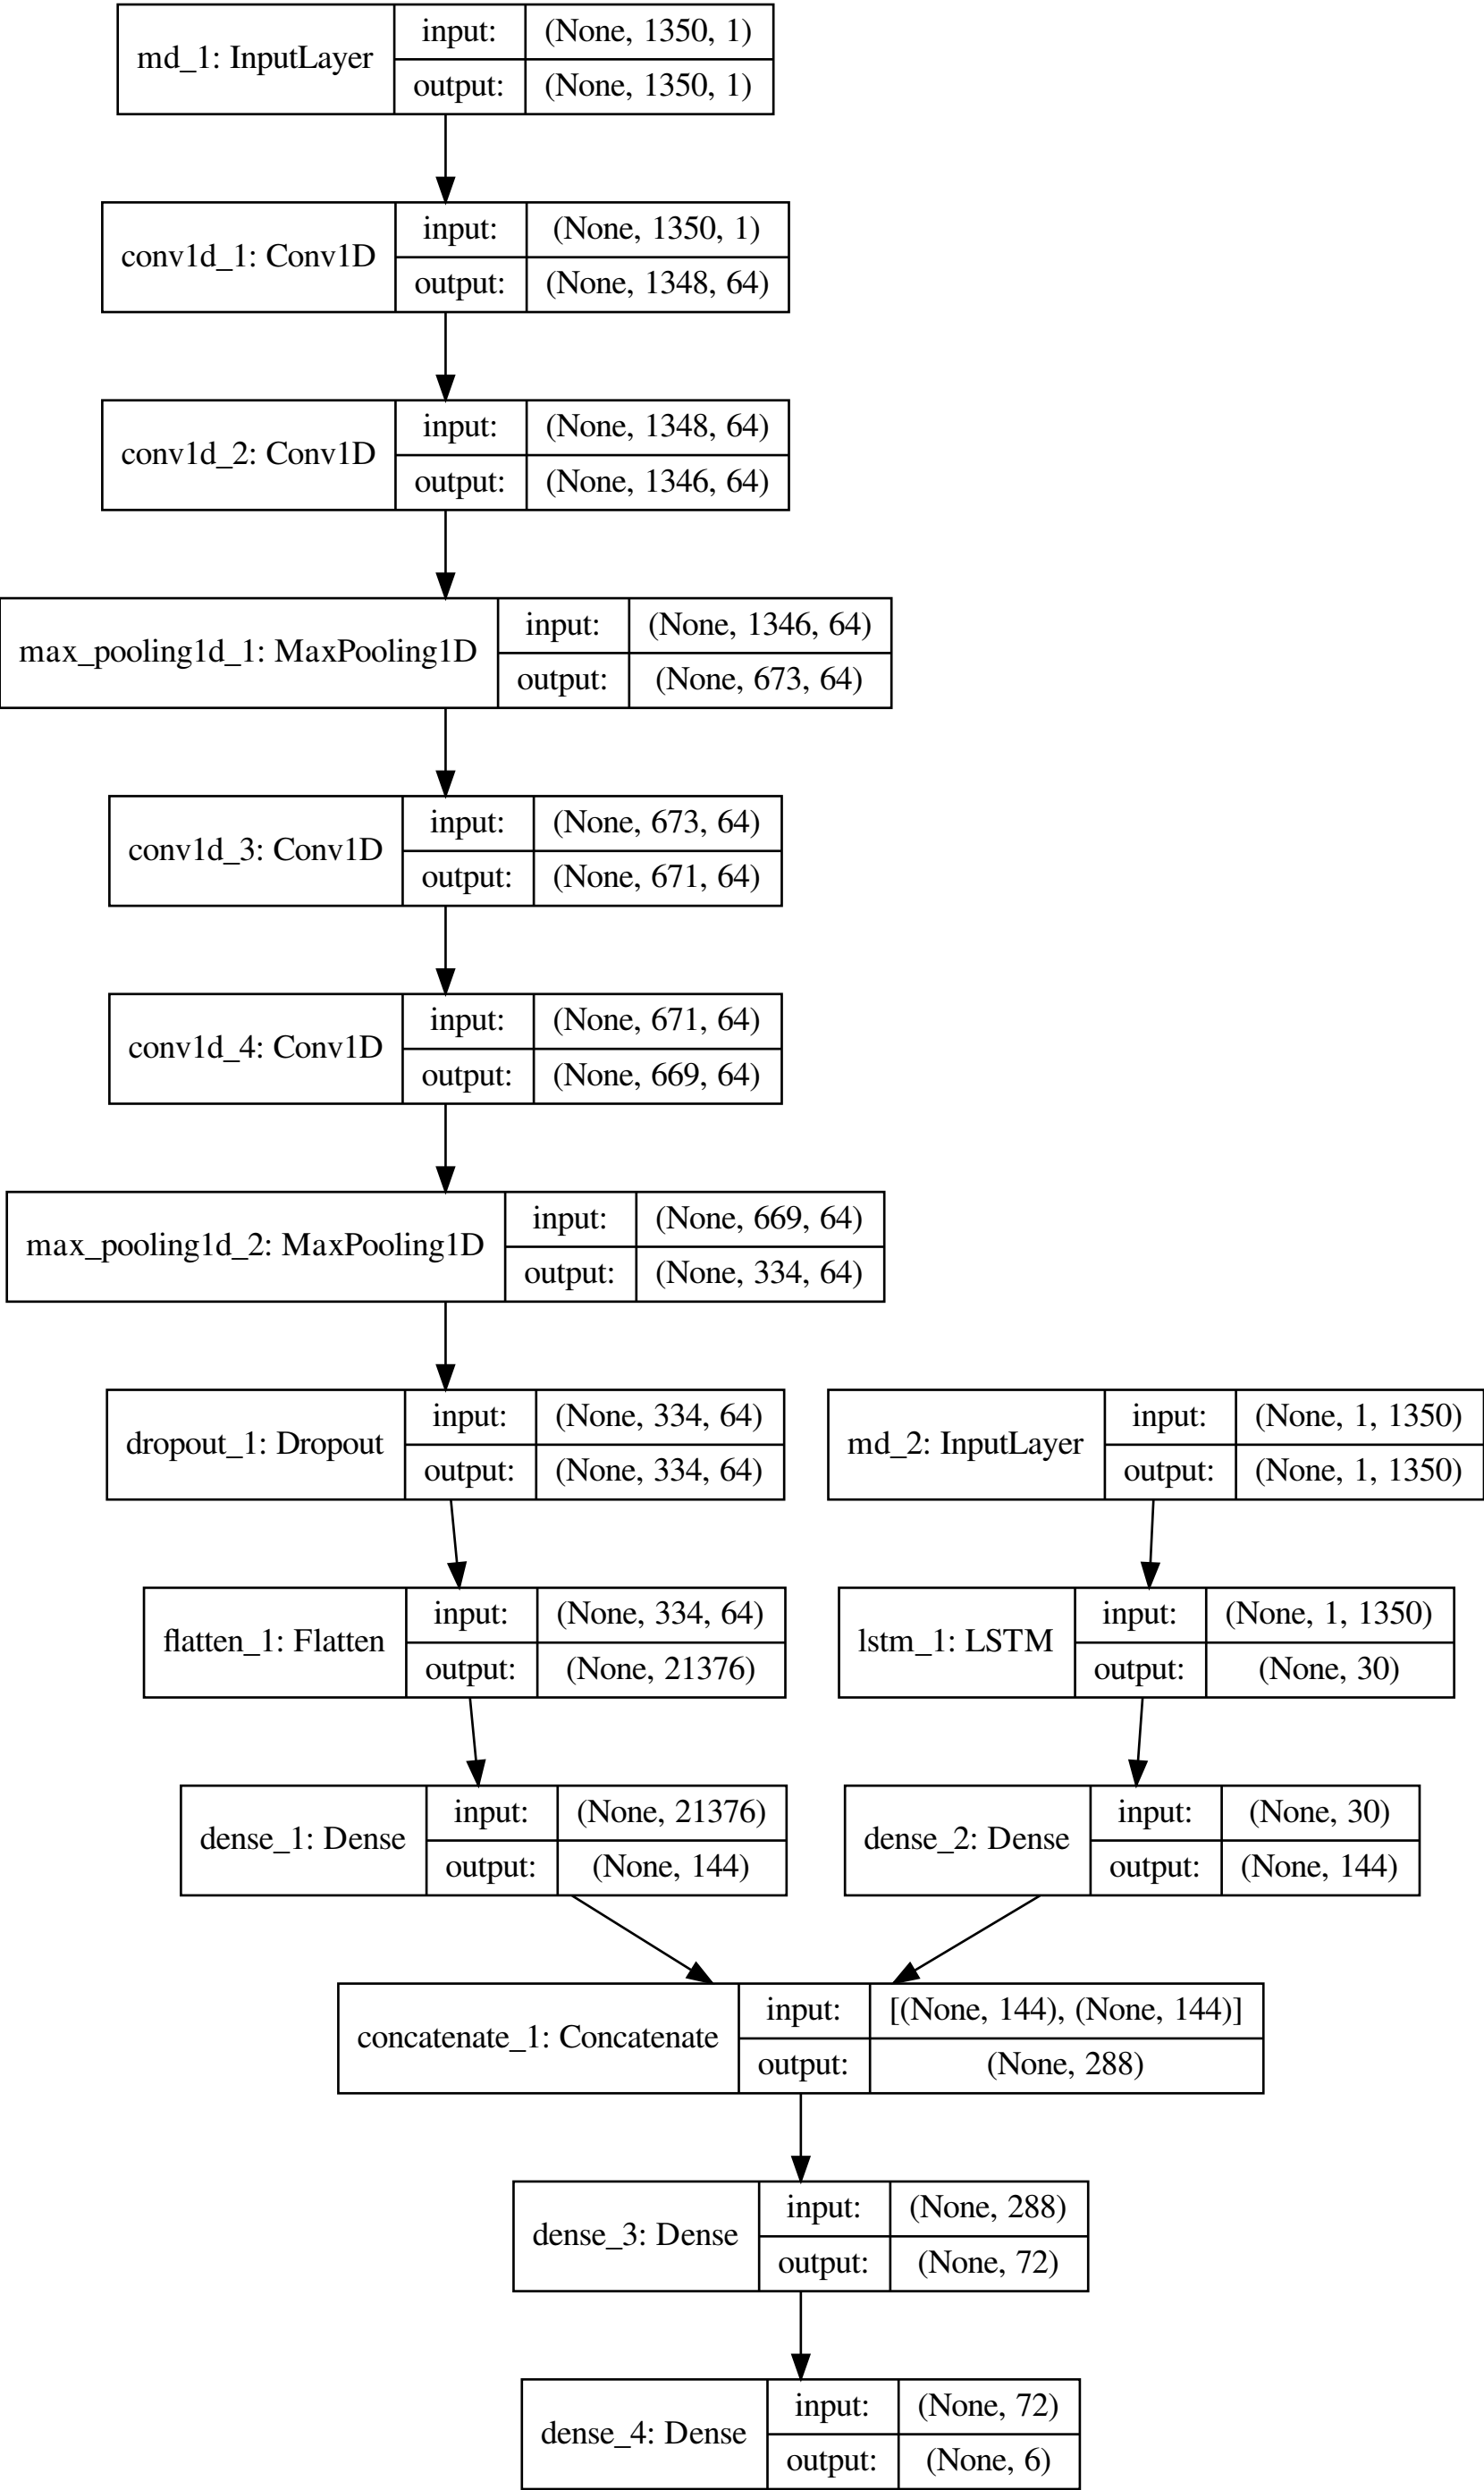 md_1: InputLayer
input: (None, 1350, 1)
output: (None, 1350, 1)
conv1d_1: Conv1D
input: (None, 1350, 1)
output: (None, 1348, 64)
conv1d_2: Conv1D
input: (None, 1348, 64)
output: (None, 1346, 64)
max_pooling1d_1: MaxPooling1D
input: (None, 1346, 64)
output: (None, 673, 64)
conv1d_3: Conv1D
input: (None, 673, 64)
output: (None, 671, 64)
conv1d_4: Conv1D
input: (None, 671, 64)
output: (None, 669, 64)
max_pooling1d_2: MaxPooling1D
input: (None, 669, 64)
output: (None, 334, 64)
dropout_1: Dropout
input: (None, 334, 64)
output: (None, 334, 64)
md_2: InputLayer
input: (None, 1, 1350)
output: (None, 1, 1350)
flatten_1: Flatten
input: (None, 334, 64)
output: (None, 21376)
lstm_1: LSTM
input: (None, 1, 1350)
output: (None, 30)
dense_1: Dense
input: (None, 21376)
output: (None, 144)
dense_2: Dense
input: (None, 30)
output: (None, 144)
concatenate_1: Concatenate
input: [(None, 144), (None, 144)]
output: (None, 288)
dense_3: Dense
input: (None, 288)
output: (None, 72)
dense_4: Dense
input: (None, 72)
output: (None, 6)